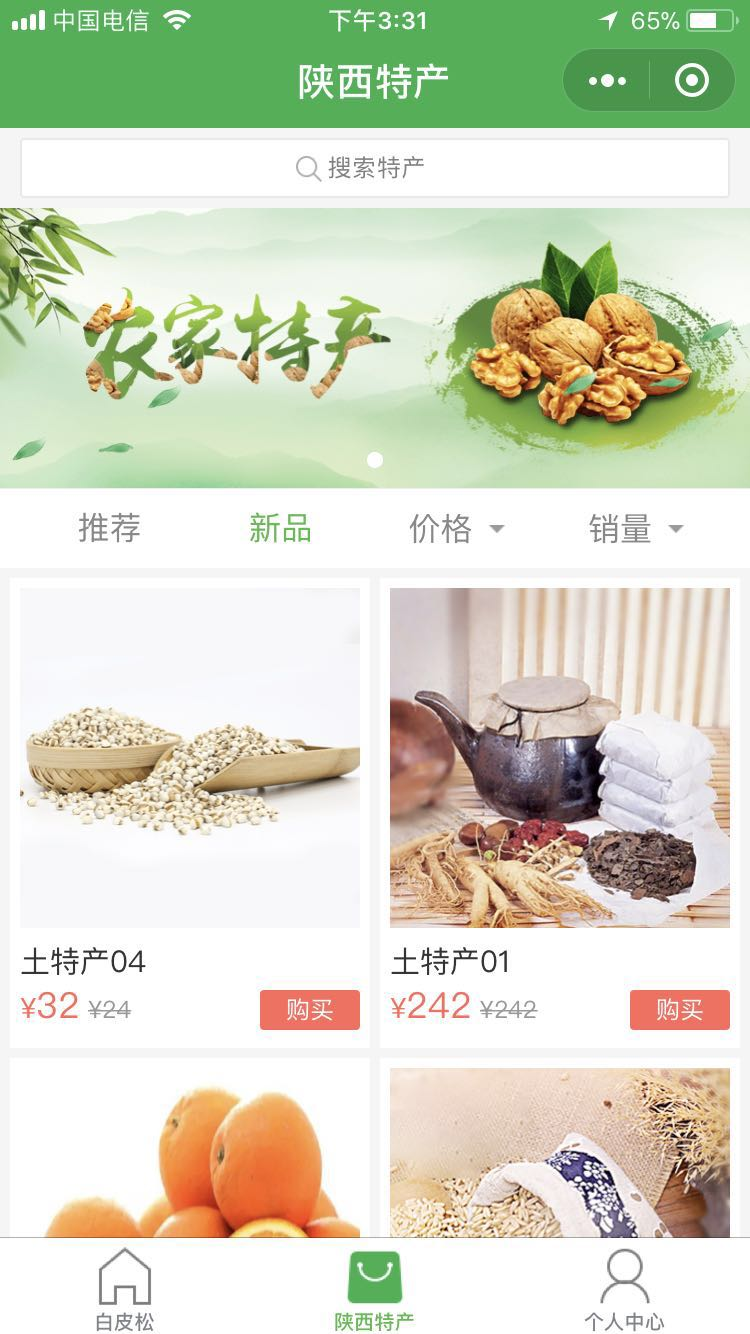 中国电信 下午3:31 65%
陕西特产
搜索特产
农家特产
推荐 新品 价格 销量
土特产04
¥32 ¥24 购买
土特产01
¥242 ¥242 购买
白皮松 陕西特产 个人中心